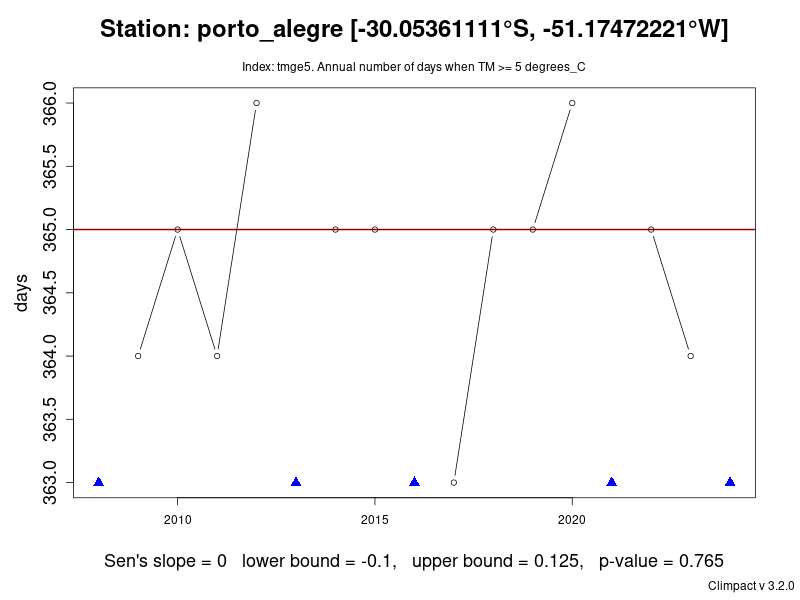 Station: porto_alegre [-30.05361111°S, -51.17472221°W]
Index: tmge5. Annual number of days when TM >= 5 degrees_C
days
366.0
365.5
365.0
364.5
364.0
363.5
363.0
2010 2015 2020
Sen's slope = 0 lower bound = -0.1, upper bound = 0.125, p-value = 0.765
Climpact v 3.2.0